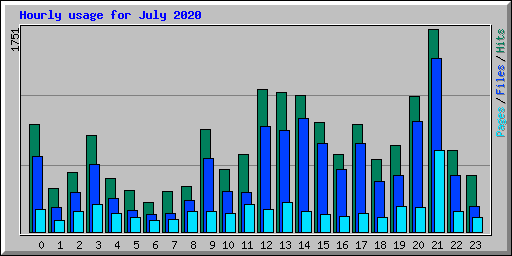 Hourly usage for July 2020
1751
Pages/Files/Hits
0 1 2 3 4 5 6 7 8 9 10 11 12 13 14 15 16 17 18 19 20 21 22 23